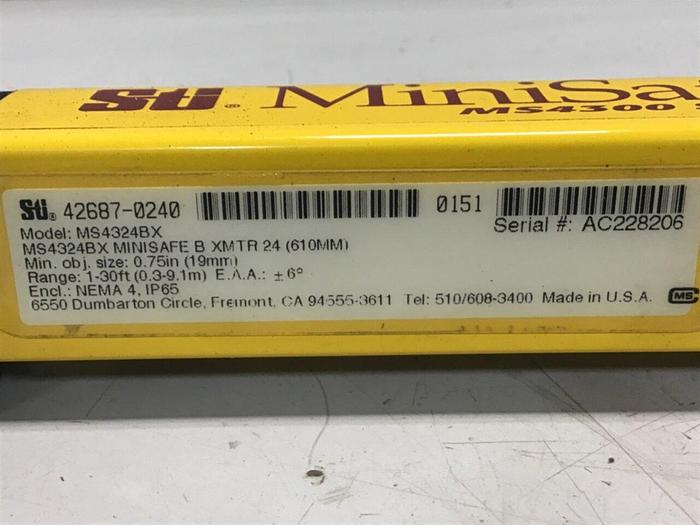 Sti® MiniSa
MS4300
Sti® 42687-0240 0151
Serial #: AC228206
Model: MS4324BX
MS4324BX MINISAFE B XMTR 24 (610MM)
Min. obj. size: 0.75in (19mm)
Range: 1-30ft (0.3-9.1m) E.A.A.: ±6°
Encl.: NEMA 4, IP65
6550 Dumbarton Circle, Fremont, CA 94555-3611 Tel: 510/608-3400 Made in U.S.A. CMS